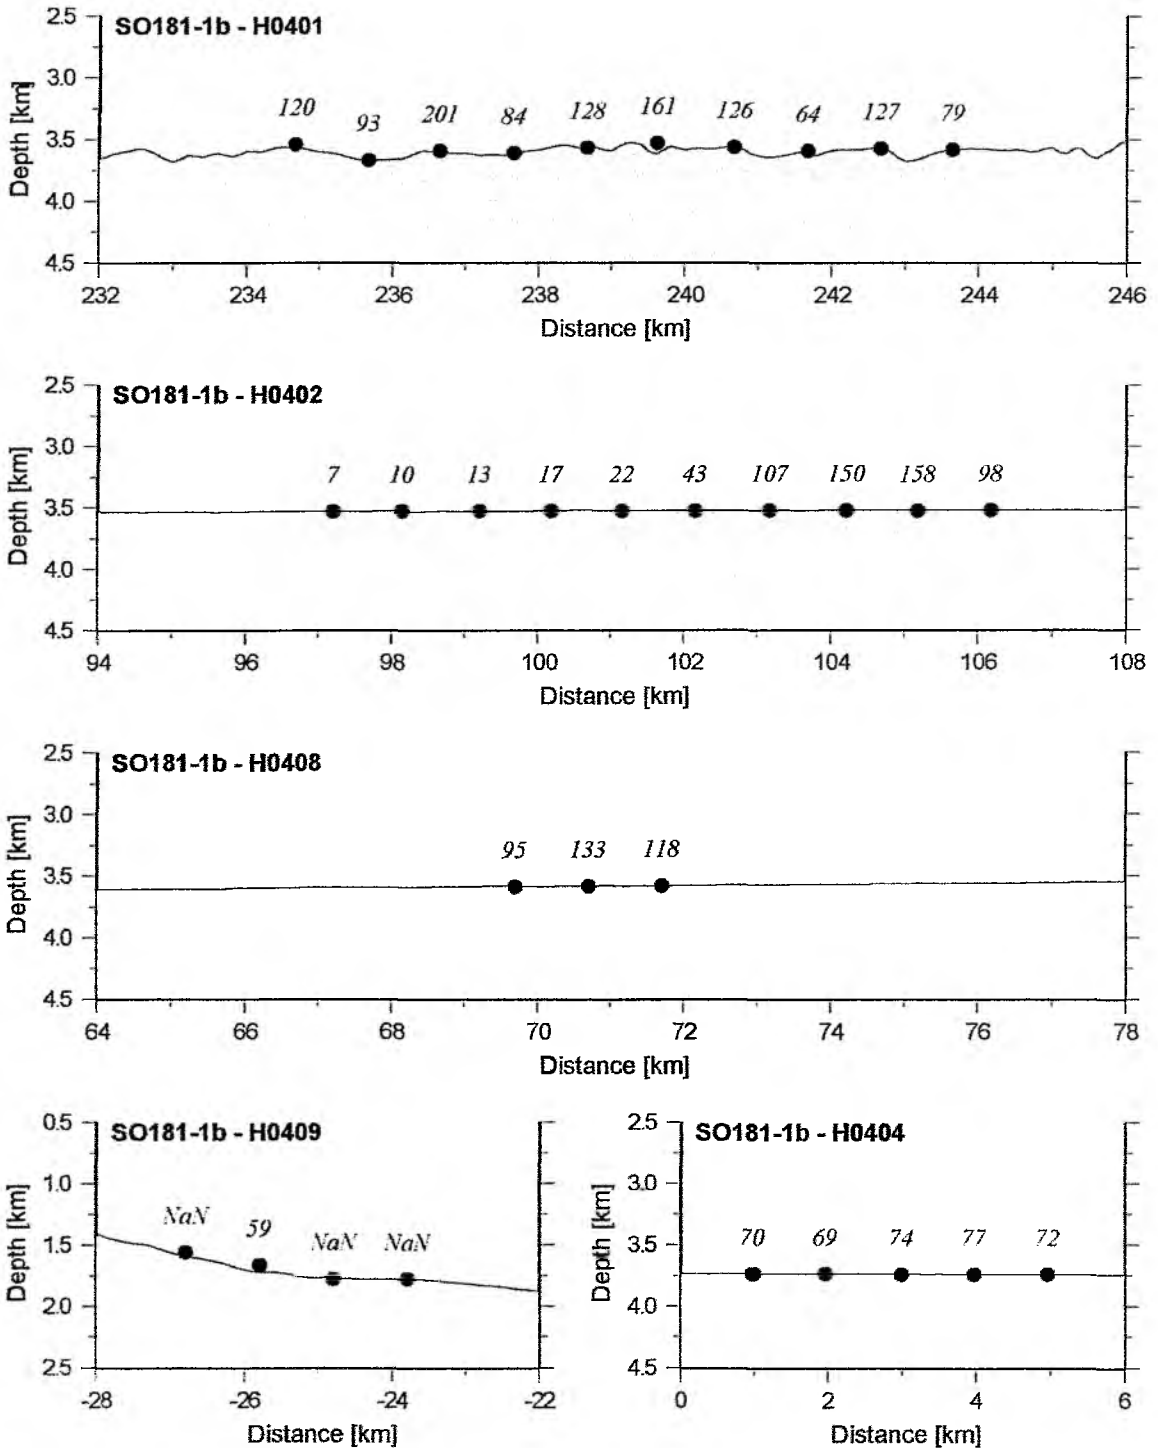 SO181-1b - H0401
Depth [km]
2.5
3.0
3.5
4.0
4.5
120 93 201 84 128 161 126 64 127 79
232 234 236 238 240 242 244 246
Distance [km]
SO181-1b - H0402
Depth [km]
2.5
3.0
3.5
4.0
4.5
7 10 13 17 22 43 107 150 158 98
94 96 98 100 102 104 106 108
Distance [km]
SO181-1b - H0408
Depth [km]
2.5
3.0
3.5
4.0
4.5
95 133 118
64 66 68 70 72 74 76 78
Distance [km]
SO181-1b - H0409
Depth [km]
0.5
1.0
1.5
2.0
2.5
NaN 59 NaN NaN
-28 -26 -24 -22
Distance [km]
SO181-1b - H0404
Depth [km]
2.5
3.0
3.5
4.0
4.5
70 69 74 77 72
0 2 4 6
Distance [km]